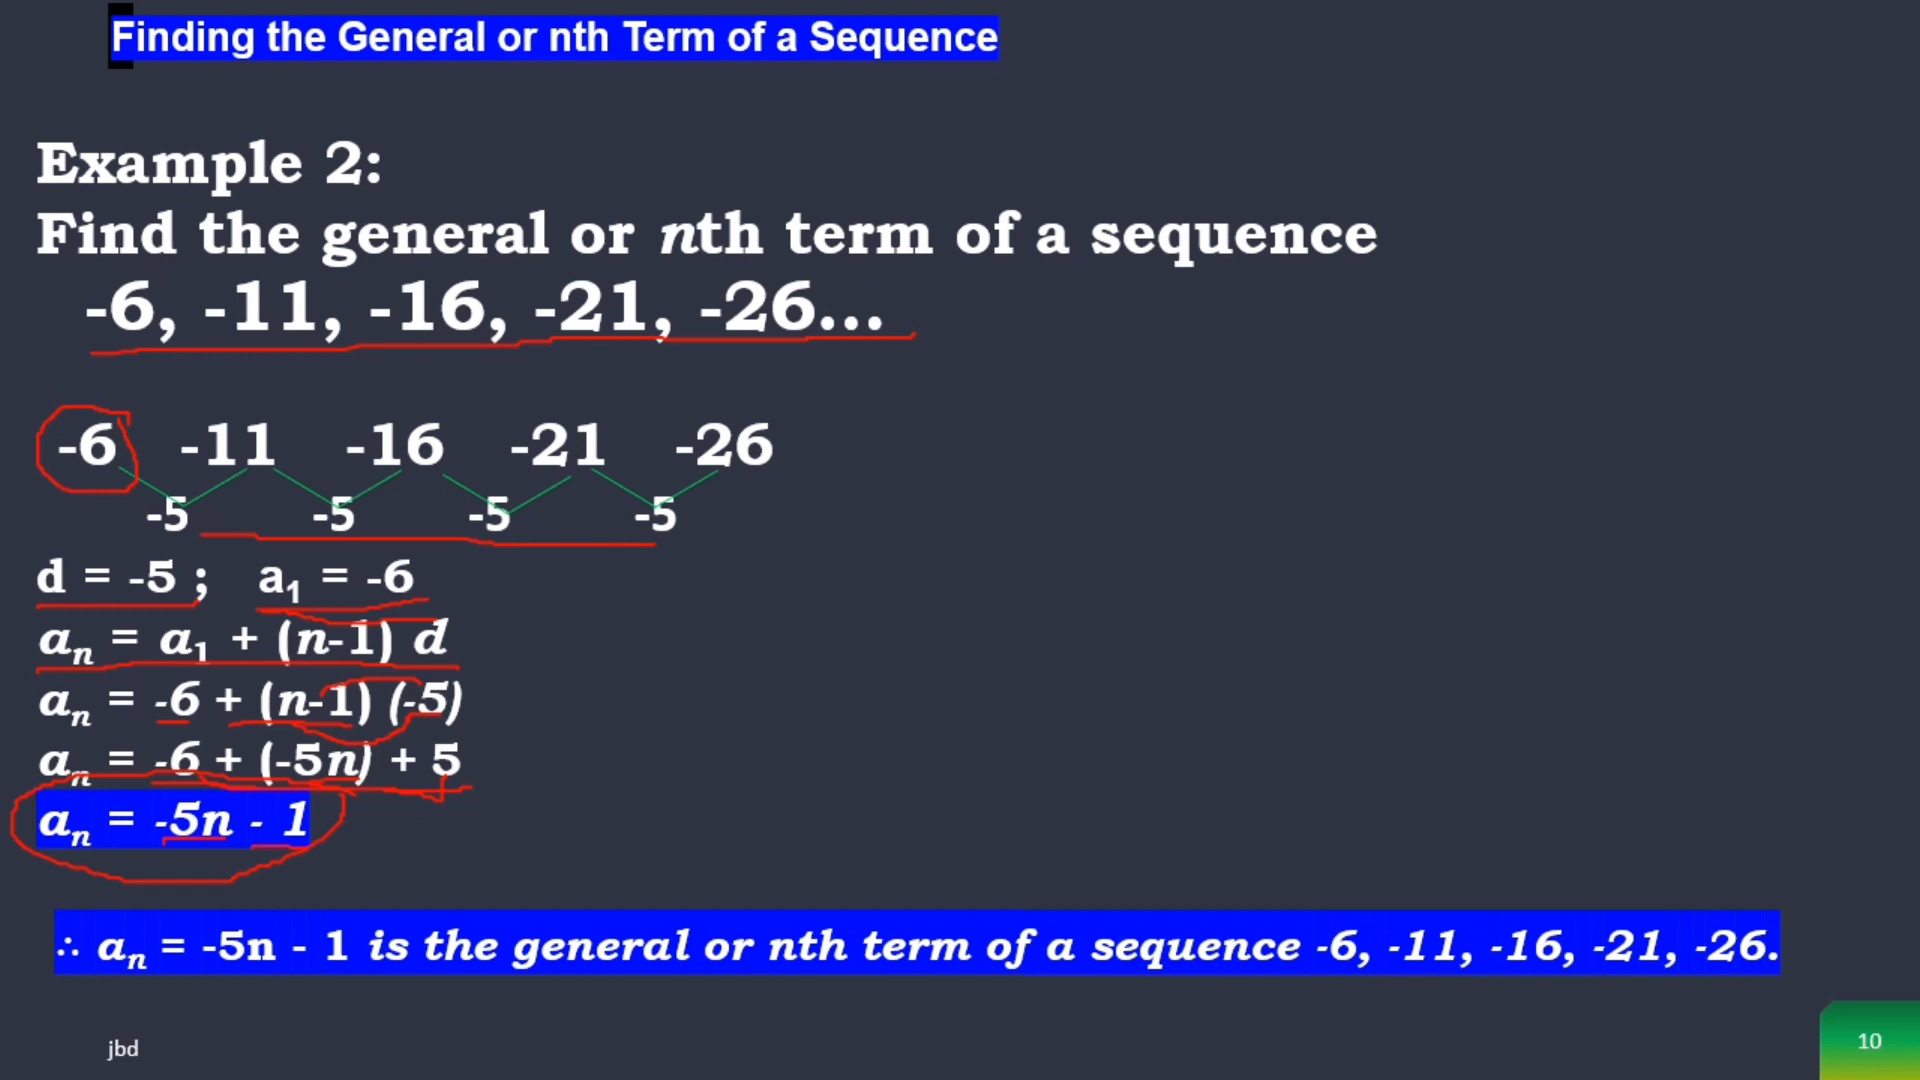 Finding the General or nth Term of a Sequence
Example 2:
Find the general or nth term of a sequence
-6, -11, -16, -21, -26...
-6 -11 -16 -21 -26
-5 -5 -5 -5
d = -5 ; a₁ = -6
aₙ = a₁ + (n-1) d
aₙ = -6 + (n-1) (-5)
aₙ = -6 + (-5n) + 5
aₙ = -5n - 1
∴ aₙ = -5n - 1 is the general or nth term of a sequence -6, -11, -16, -21, -26.
jbd
10